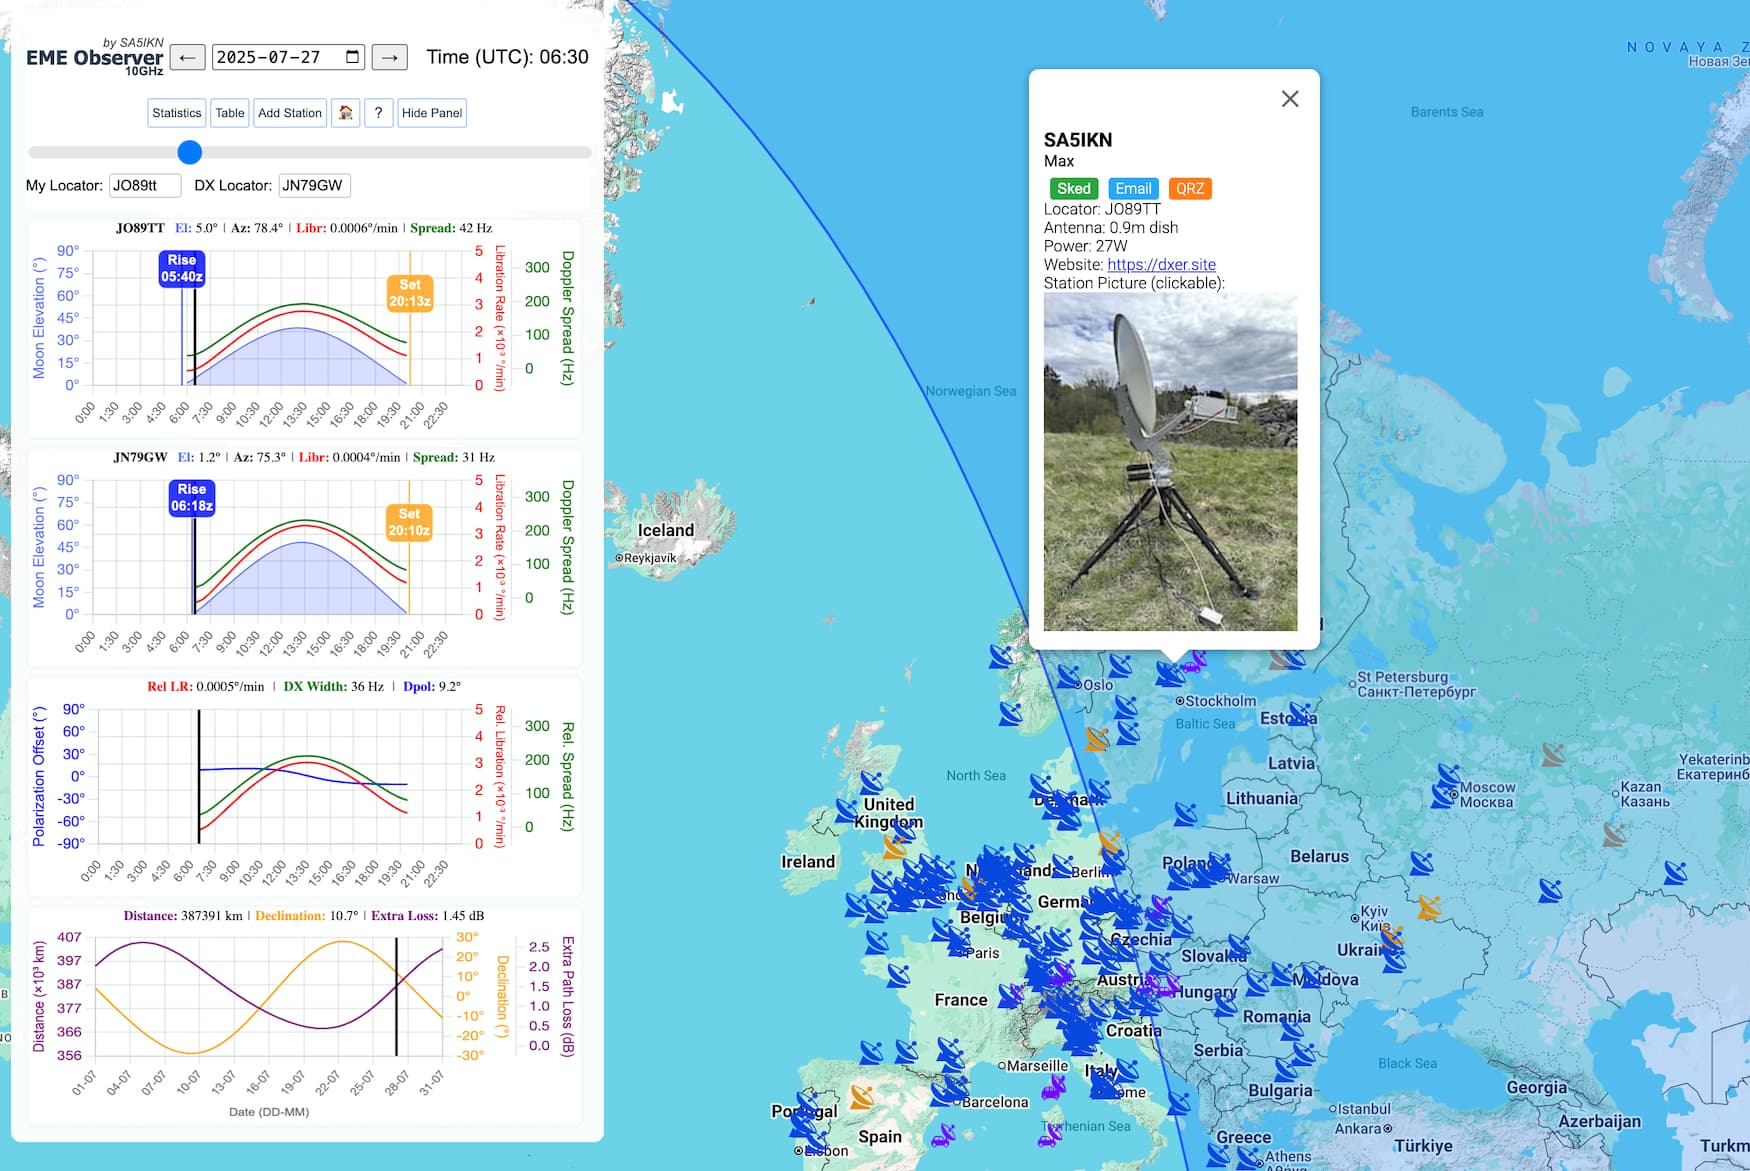 by SA5IKN
EME Observer
10GHz
←
2025-07-27
→
Time (UTC): 06:30
Statistics
Table
Add Station
?
Hide Panel
My Locator: JO89tt
DX Locator: JN79GW
JO89TT El: 5.0° | Az: 78.4° | Libr: 0.0006°/min | Spread: 42 Hz
Moon Elevation (°)
90°
75°
60°
45°
30°
15°
0°
Rise
05:40z
Set
20:13z
5
4
3
2
1
0
Libration Rate (×10³ °/min)
300
200
100
0
Doppler Spread (Hz)
0:00
1:30
3:00
4:30
6:00
7:30
9:00
10:30
12:00
13:30
15:00
16:30
18:00
19:30
21:00
22:30
JN79GW El: 1.2° | Az: 75.3° | Libr: 0.0004°/min | Spread: 31 Hz
Moon Elevation (°)
90°
75°
60°
45°
30°
15°
0°
Rise
06:18z
Set
20:10z
5
4
3
2
1
0
Libration Rate (×10³ °/min)
300
200
100
0
Doppler Spread (Hz)
0:00
1:30
3:00
4:30
6:00
7:30
9:00
10:30
12:00
13:30
15:00
16:30
18:00
19:30
21:00
22:30
Rel LR: 0.0005°/min | DX Width: 36 Hz | Dpol: 9.2°
Polarization Offset (°)
90°
60°
30°
0°
-30°
-60°
-90°
5
4
3
2
1
0
Rel. Libration (×10³ °/min)
300
200
100
0
Rel. Spread (Hz)
0:00
1:30
3:00
4:30
6:00
7:30
9:00
10:30
12:00
13:30
15:00
16:30
18:00
19:30
21:00
22:30
Distance: 387391 km | Declination: 10.7° | Extra Loss: 1.45 dB
Distance (×10³ km)
407
397
387
377
366
356
30°
20°
10°
0°
-10°
-20°
-30°
Declination (°)
2.5
2.0
1.5
1.0
0.5
0.0
Extra Path Loss (dB)
01-07
04-07
07-07
10-07
13-07
16-07
19-07
22-07
25-07
28-07
31-07
Date (DD-MM)
SA5IKN
Max
Sked
Email
QRZ
Locator: JO89TT
Antenna: 0.9m dish
Power: 27W
Website: https://dxer.site
Station Picture (clickable):
NOVAYA Z
Новая Зе
Barents Sea
Norwegian Sea
Iceland
Reykjavík
Oslo
Stockholm
St Petersburg
Санкт-Петербург
Baltic Sea
Estonia
North Sea
Latvia
Yekaterinb
Екатеринб
Denmark
Moscow
Москва
Kazan
Казань
United
Kingdom
Lithuania
Ireland
Belarus
Poland
Berlin
Warsaw
Germa
Belgiu
Kyiv
Київ
Czechia
Ukraine
Paris
Slovakia
Austria
Moldova
France
Hungary
Romania
Croatia
Serbia
Marseille
Italy
Black Sea
Georgia
Bulgaria
Rome
Barcelona
Portugal
Istanbul
Tyrrhenian Sea
Ankara
Azerbaijan
Spain
Greece
Türkiye
Turkm
Lisbon
Athens